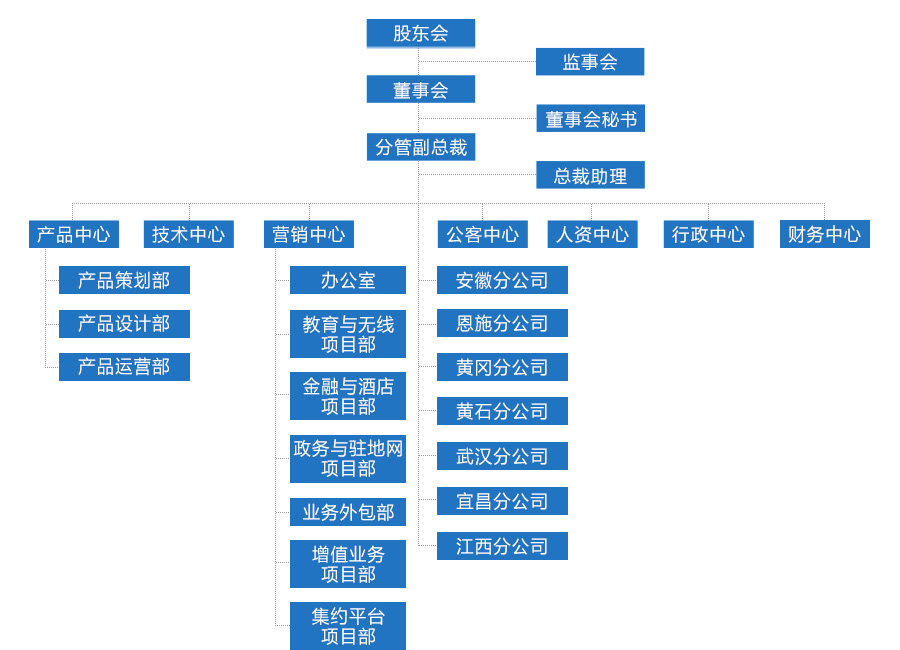 股东会
监事会
董事会
董事会秘书
分管副总裁
总裁助理
产品中心
技术中心
营销中心
公客中心
人资中心
行政中心
财务中心
产品策划部
产品设计部
产品运营部
办公室
教育与无线
项目部
金融与酒店
项目部
政务与驻地网
项目部
业务外包部
增值业务
项目部
集约平台
项目部
安徽分公司
恩施分公司
黄冈分公司
黄石分公司
武汉分公司
宜昌分公司
江西分公司